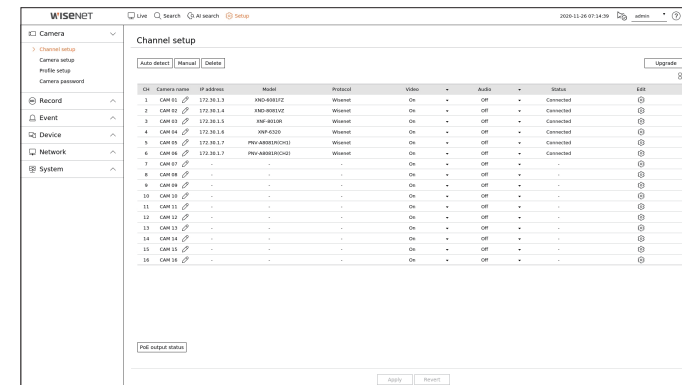 WISENET
Live Search AI search Setup 2020-11-26 07:14:39 admin ?
Camera
Channel setup
Camera setup
Profile setup
Camera password
Record
Event
Device
Network
System
Channel setup
Auto detect Manual Delete Upgrade
CH Camera name IP address Model Protocol Video Audio Status Edit
1 CAM 01 172.30.1.3 XND-6081FZ Wisenet On Off Connected
2 CAM 02 172.30.1.4 XND-8081VZ Wisenet On Off Connected
3 CAM 03 172.30.1.5 XNF-8010R Wisenet On Off Connected
4 CAM 04 172.30.1.6 XNP-6320 Wisenet On Off Connected
5 CAM 05 172.30.1.7 PNV-A8081R(CH1) Wisenet On Off Connected
6 CAM 06 172.30.1.7 PNV-A8081R(CH2) Wisenet On Off Connected
7 CAM 07 - - - On Off -
8 CAM 08 - - - On Off -
9 CAM 09 - - - On Off -
10 CAM 10 - - - On Off -
11 CAM 11 - - - On Off -
12 CAM 12 - - - On Off -
13 CAM 13 - - - On Off -
14 CAM 14 - - - On Off -
15 CAM 15 - - - On Off -
16 CAM 16 - - - On Off -
PoE output status
Apply Revert